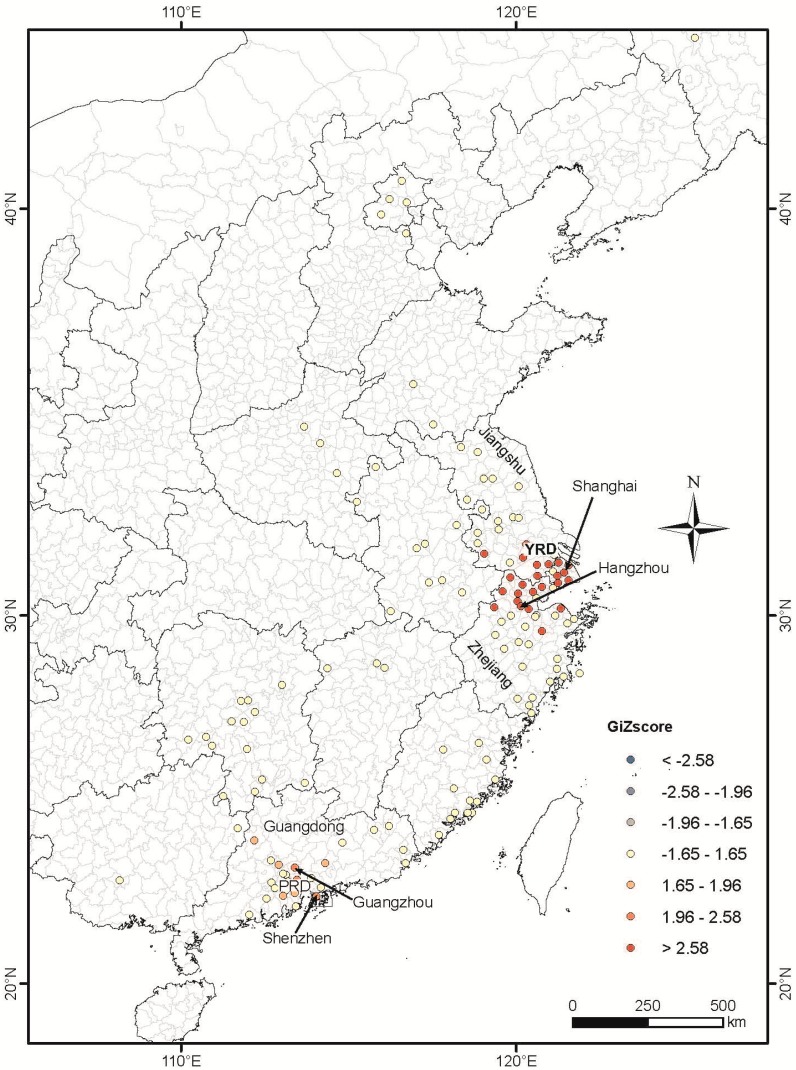 110°E 120°E
40°N 40°N
Jiangshu
Shanghai
N
YRD
Hangzhou
30°N 30°N
Zhejiang
GiZscore
< -2.58
-2.58 - -1.96
-1.96 - -1.65
-1.65 - 1.65
1.65 - 1.96
1.96 - 2.58
> 2.58
Guangdong
PRD
Guangzhou
Shenzhen
20°N 20°N
0 250 500
km
110°E 120°E